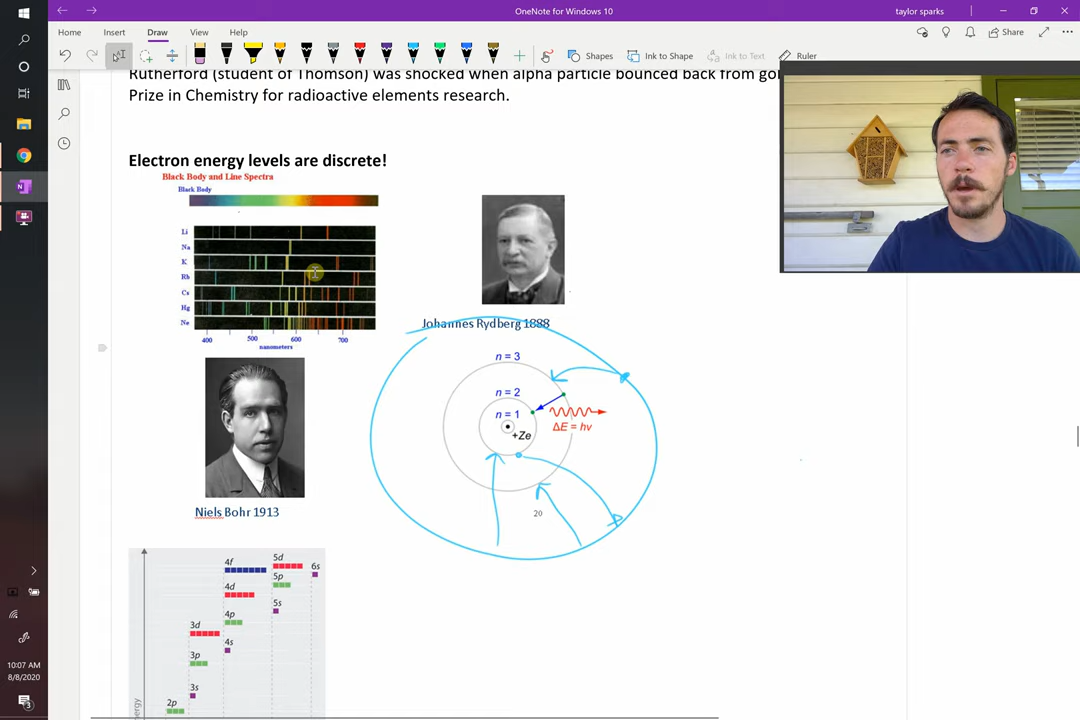 OneNote for Windows 10
taylor sparks
Home Insert Draw View Help
Share
Shapes Ink to Shape Ink to Text Ruler
Rutherford (student of Thomson) was shocked when alpha particle bounced back from
Prize in Chemistry for radioactive elements research.
Electron energy levels are discrete!
Black Body and Line Spectra
Black Body
Li
Na
K
Rb
Cs
Hg
Ne
400 500 600 700
nanometers
Johannes Rydberg 1888
n = 3
n = 2
n = 1
+Ze
ΔE = hν
20
Niels Bohr 1913
4f 5d 6s
5p
4d
5s
4p
3d
4s
3p
3s
2p
10:07 AM
8/8/2020
3